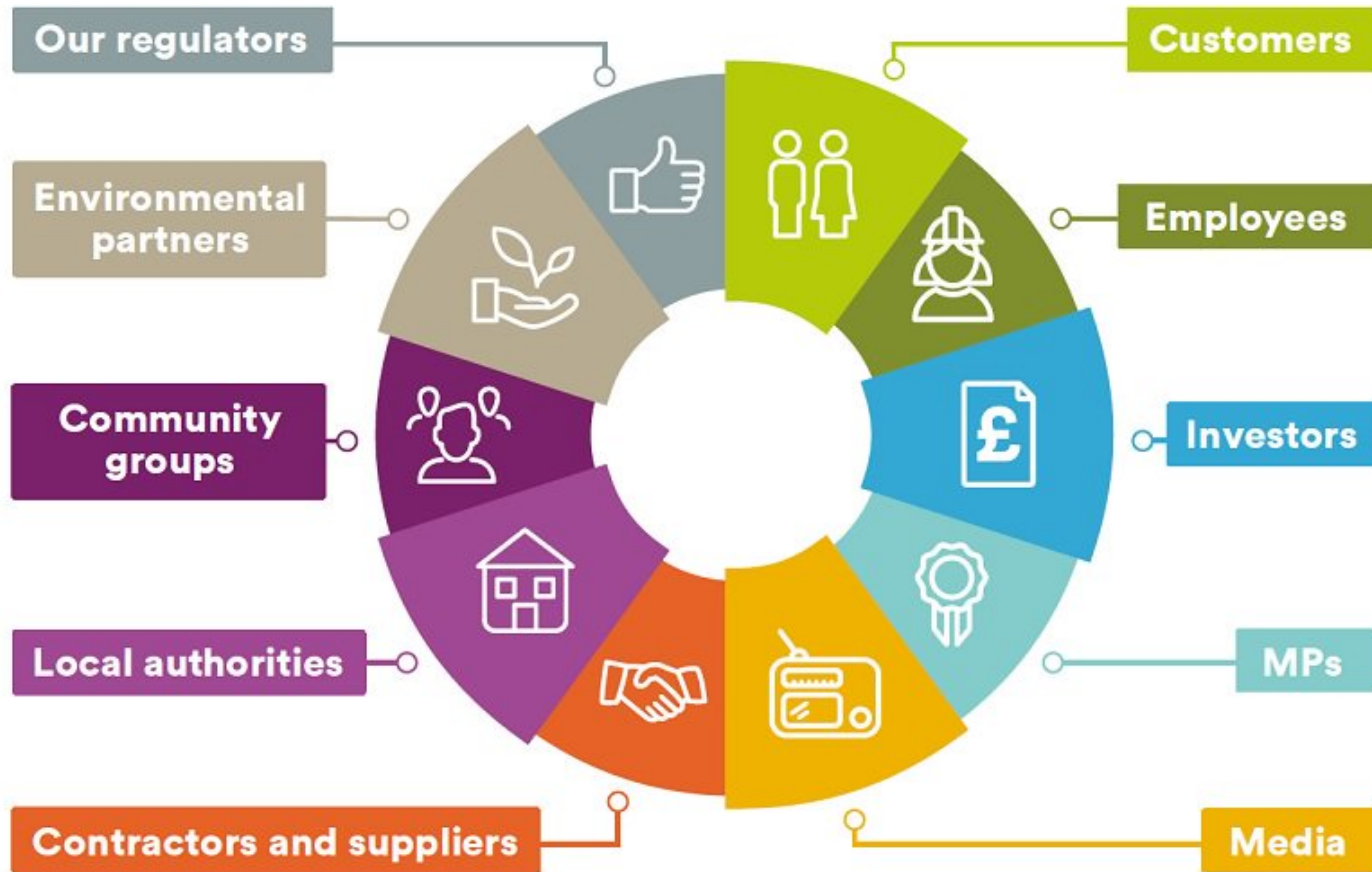 Our regulators
Customers
Environmental
partners
Employees
Community
groups
£
Investors
Local authorities
MPs
Contractors and suppliers
Media